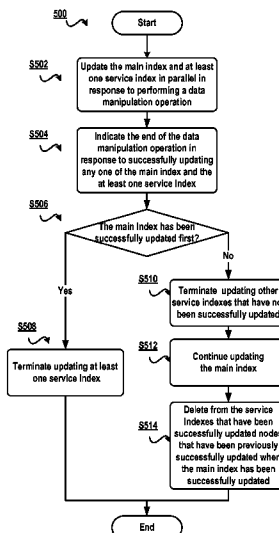 500
Start
S502
Update the main index and at least
one service index in parallel in
response to performing a data
manipulation operation
S504
Indicate the end of the data
manipulation operation in
response to successfully updating
any one of the main index and the
at least one service Index
S506
The main Index has been
successfully updated first?
Yes
No
S508
Terminate updating at least
one service Index
S510
Terminate updating other
service indexes that have no
been successfully updated
S512
Continue updating
the main index
S514
Delete from the service
Indexes that have been
successfully updated nodes
that have been previously
successfully updated when
the main index has been
successfully updated
End